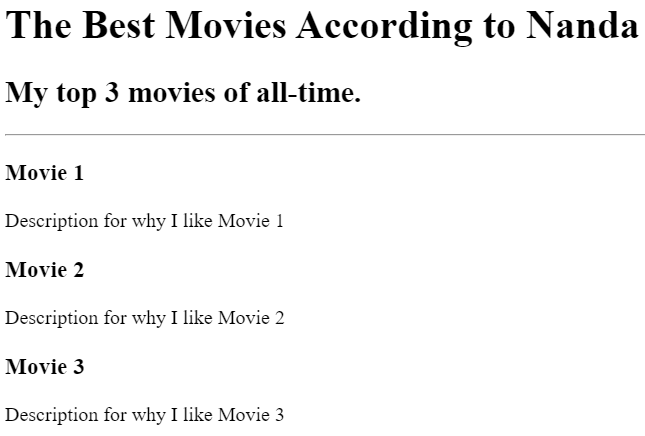 The Best Movies According to Nanda
My top 3 movies of all-time.
Movie 1
Description for why I like Movie 1
Movie 2
Description for why I like Movie 2
Movie 3
Description for why I like Movie 3